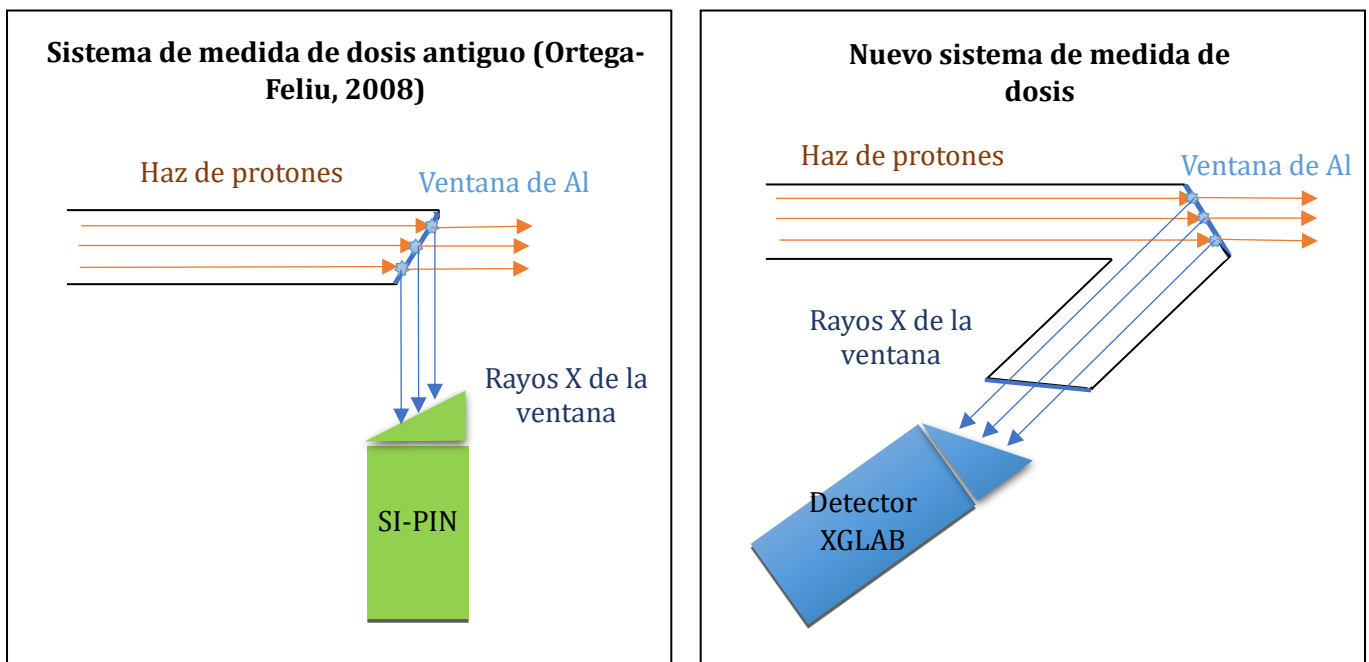 Sistema de medida de dosis antiguo (Ortega-
Feliu, 2008)
Haz de protones
Ventana de Al
Rayos X de la
ventana
SI-PIN
Nuevo sistema de medida de
dosis
Haz de protones
Ventana de Al
Rayos X de la
ventana
Detector
XGLAB